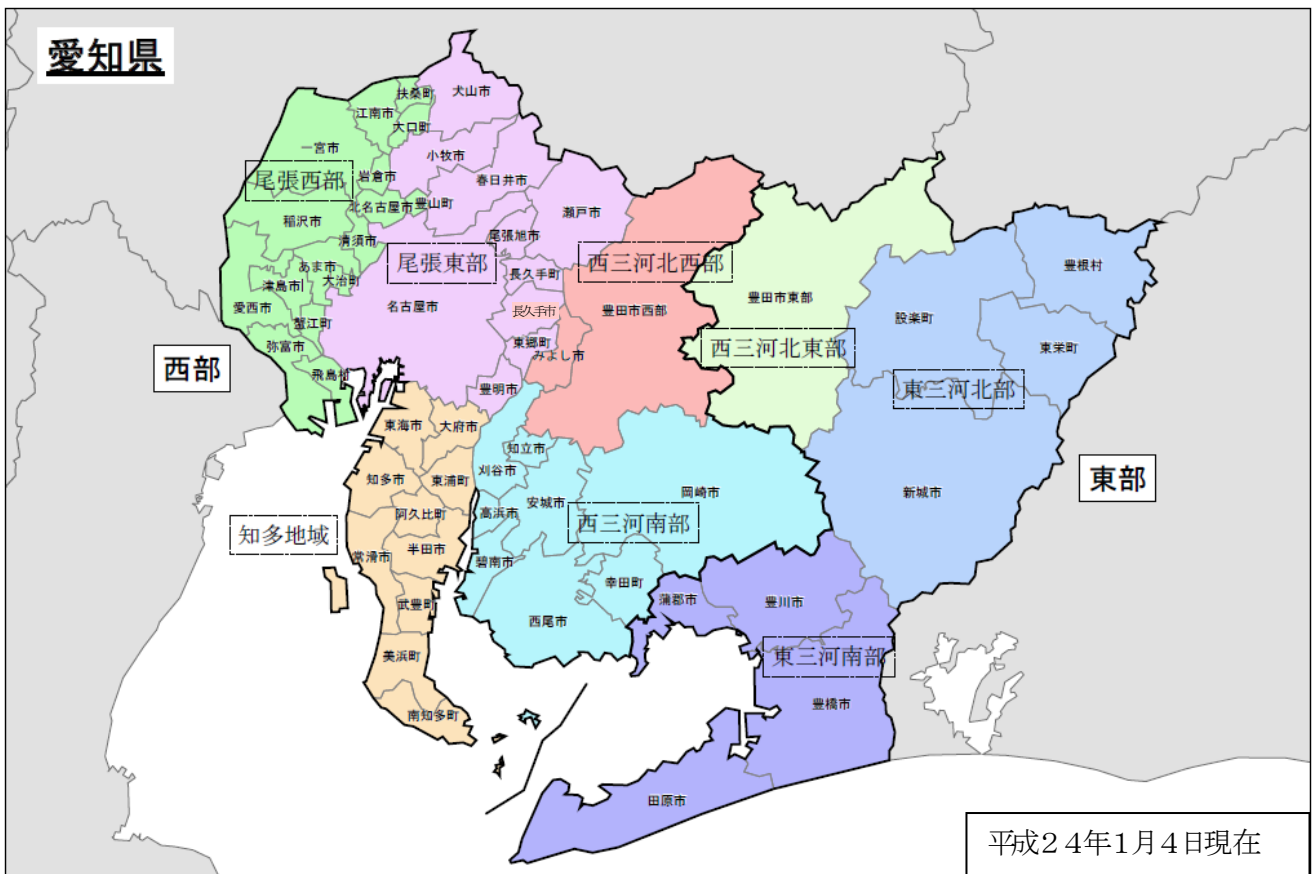 愛知県
犬山市
扶桑町
江南市
大口町
一宮市
小牧市
岩倉市
尾張西部
春日井市
北名古屋市
豊山町
瀬戸市
稲沢市
尾張旭市
清須市
尾張東部
西三河北西部
あま市
長久手町
津島市
大治町
豊根村
愛西市
名古屋市
長久手市
豊田市西部
豊田市東部
設楽町
蟹江町
弥富市
東郷町
みよし市
西三河北東部
東栄町
西部
飛島村
豊明市
東三河北部
東海市
大府市
知立市
知多市
東浦町
刈谷市
東部
安城市
岡崎市
新城市
阿久比町
高浜市
西三河南部
知多地域
常滑市
半田市
碧南市
幸田町
武豊町
蒲郡市
豊川市
西尾市
美浜町
東三河南部
南知多町
豊橋市
田原市
平成24年1月4日現在